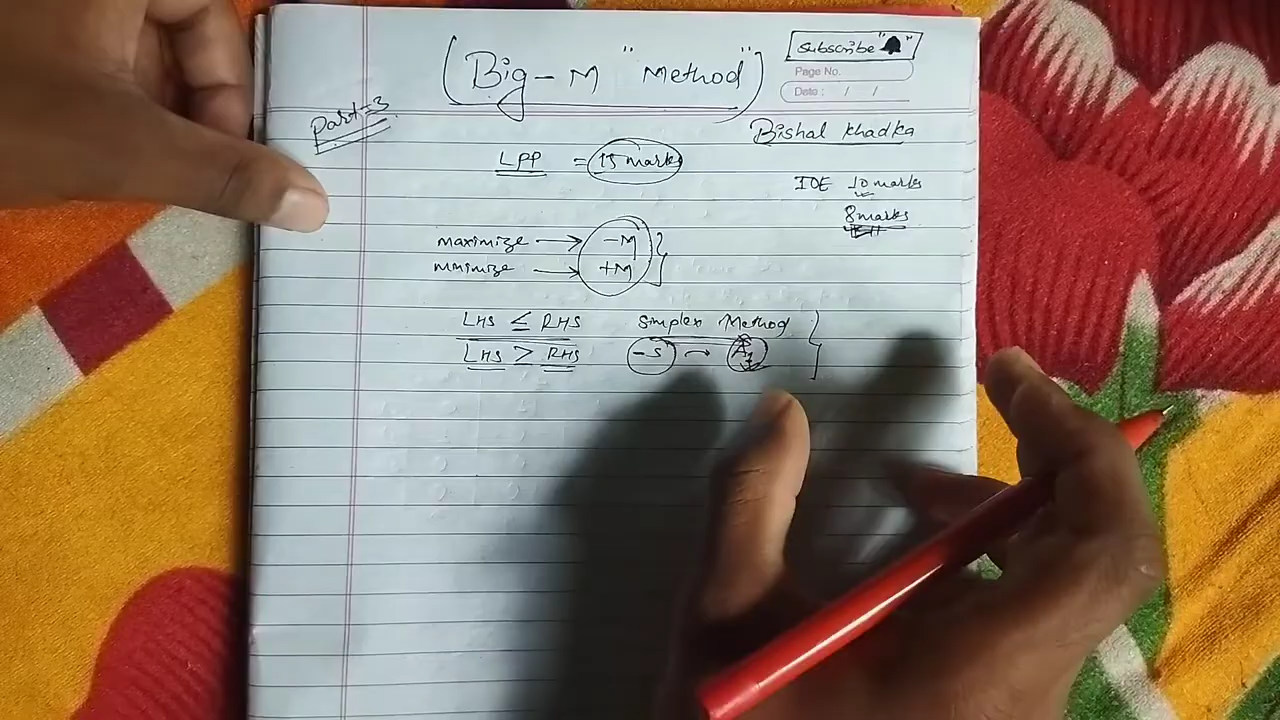 (Big-M "Method")
Subscribe "🔔"
Page No.
Date : / /
Part-3
Bishal Khadka
LPP = 15 marks
IOE 10 marks
8 marks
maximize → -M
minimize → +M
LHS ≤ RHS Simplex Method
LHS ≥ RHS -S →